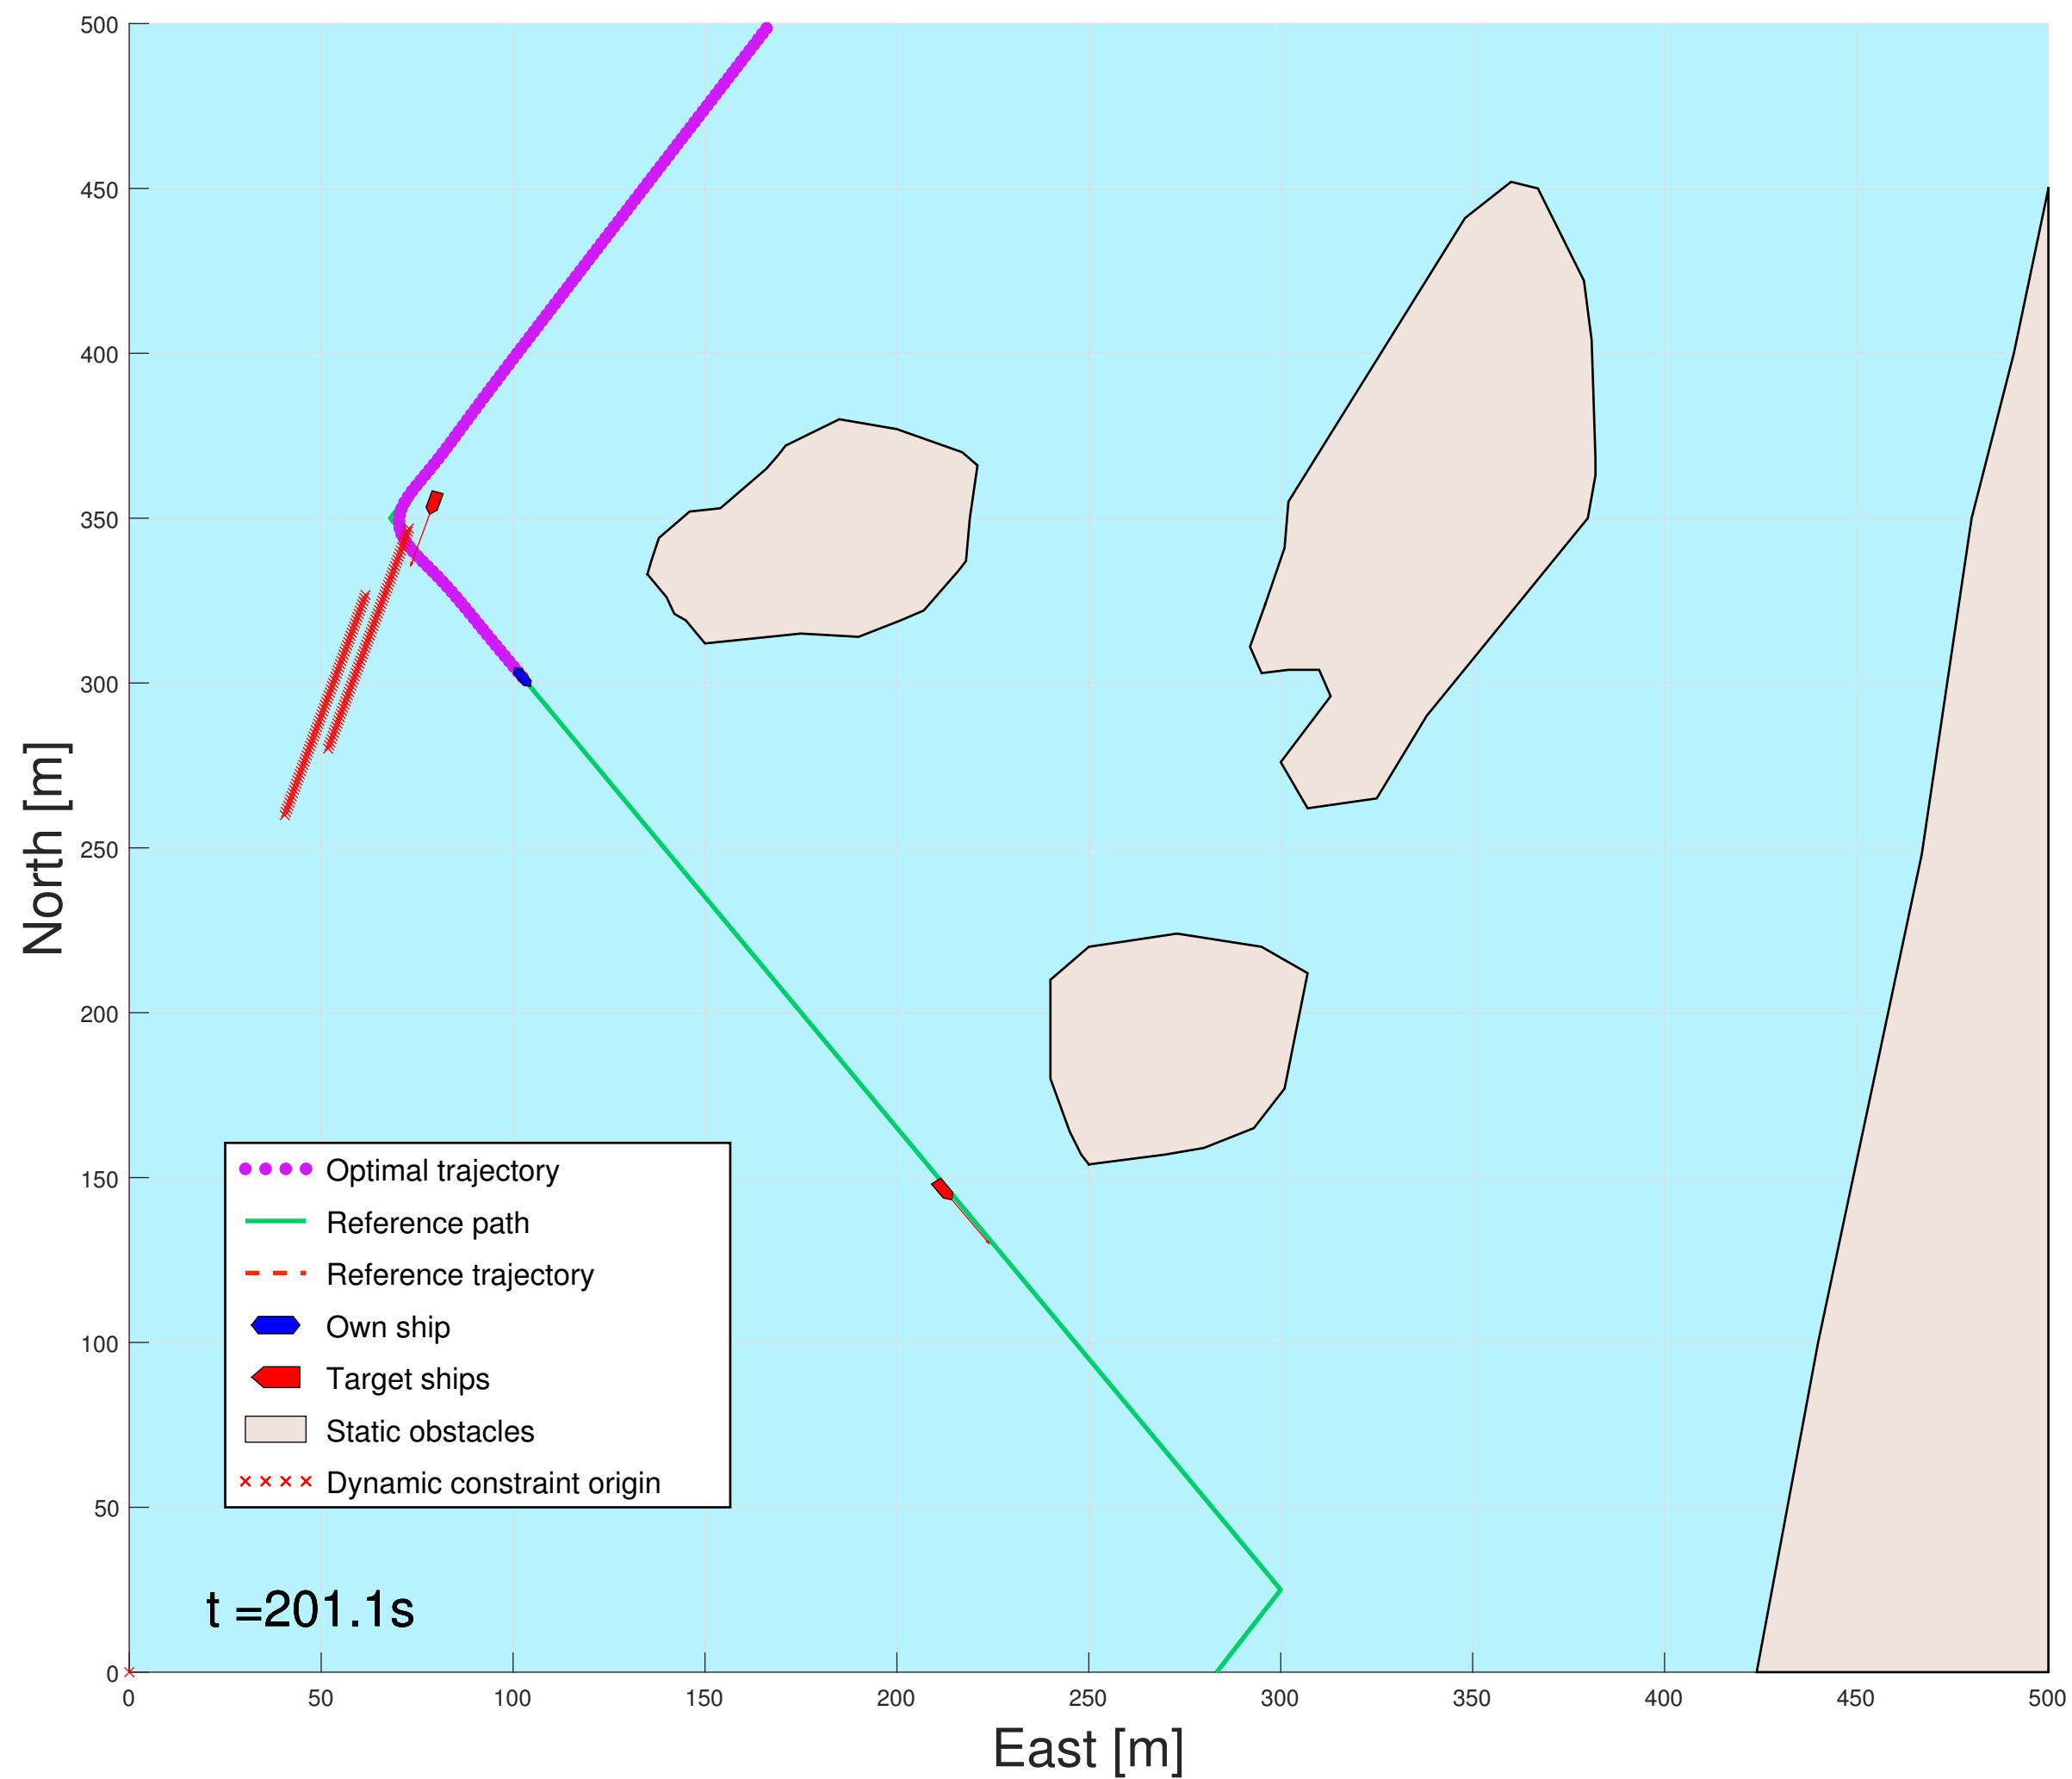 500
450
400
350
300
250
200
150
100
50
0
North [m]
Optimal trajectory
Reference path
Reference trajectory
Own ship
Target ships
Static obstacles
Dynamic constraint origin
t =201.1s
0 50 100 150 200 250 300 350 400 450 500
East [m]